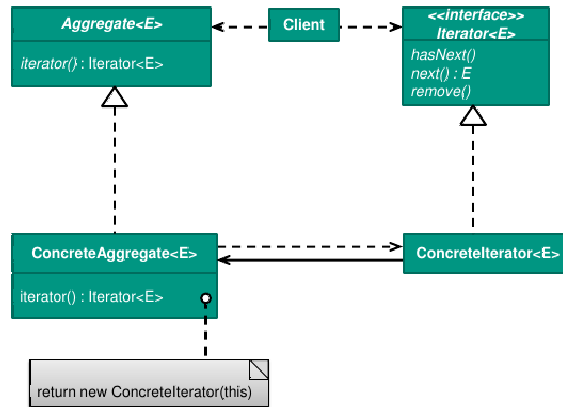 Aggregate<E>
iterator() : Iterator<E>
Client
<<interface>>
Iterator<E>
hasNext()
next() : E
remove()
ConcreteAggregate<E>
iterator() : Iterator<E>
ConcreteIterator<E>
return new ConcreteIterator(this)